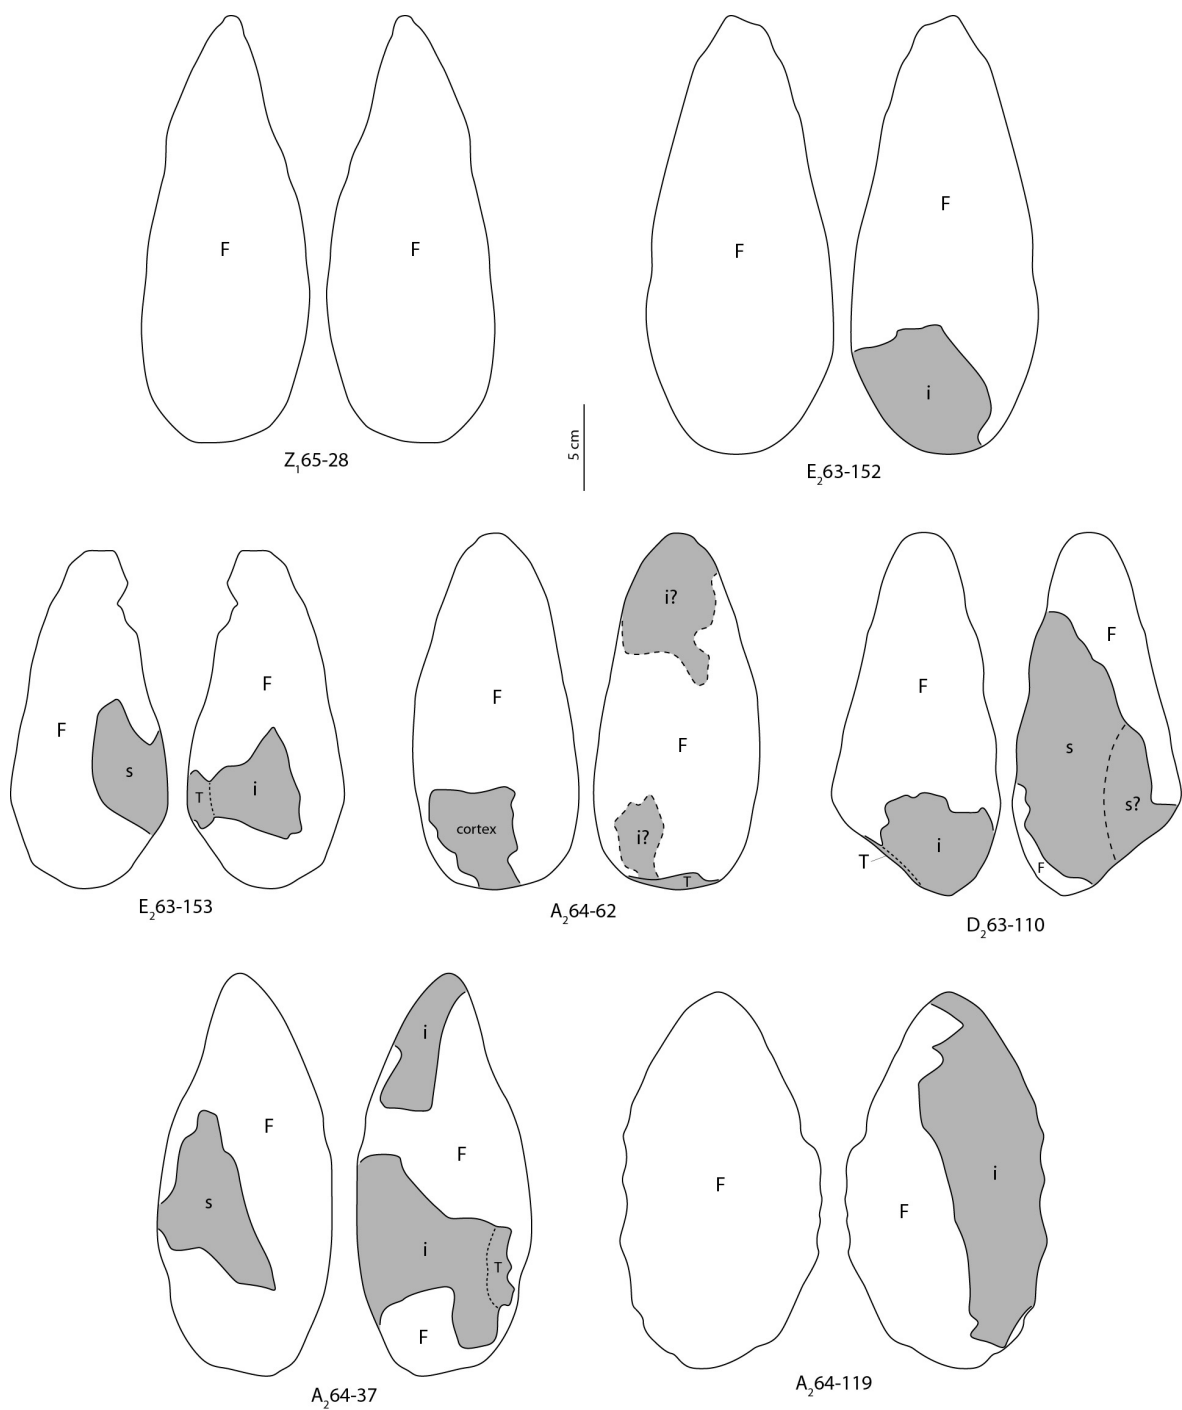 F
F
Z₁65-28
5 cm
F
F
i
E₂63-152
F
s
F
T
i
E₂63-153
F
cortex
i?
F
i?
T
A₂64-62
F
i
T
F
s
s?
F
D₂63-110
F
s
i
F
i
T
F
A₂64-37
F
F
i
A₂64-119